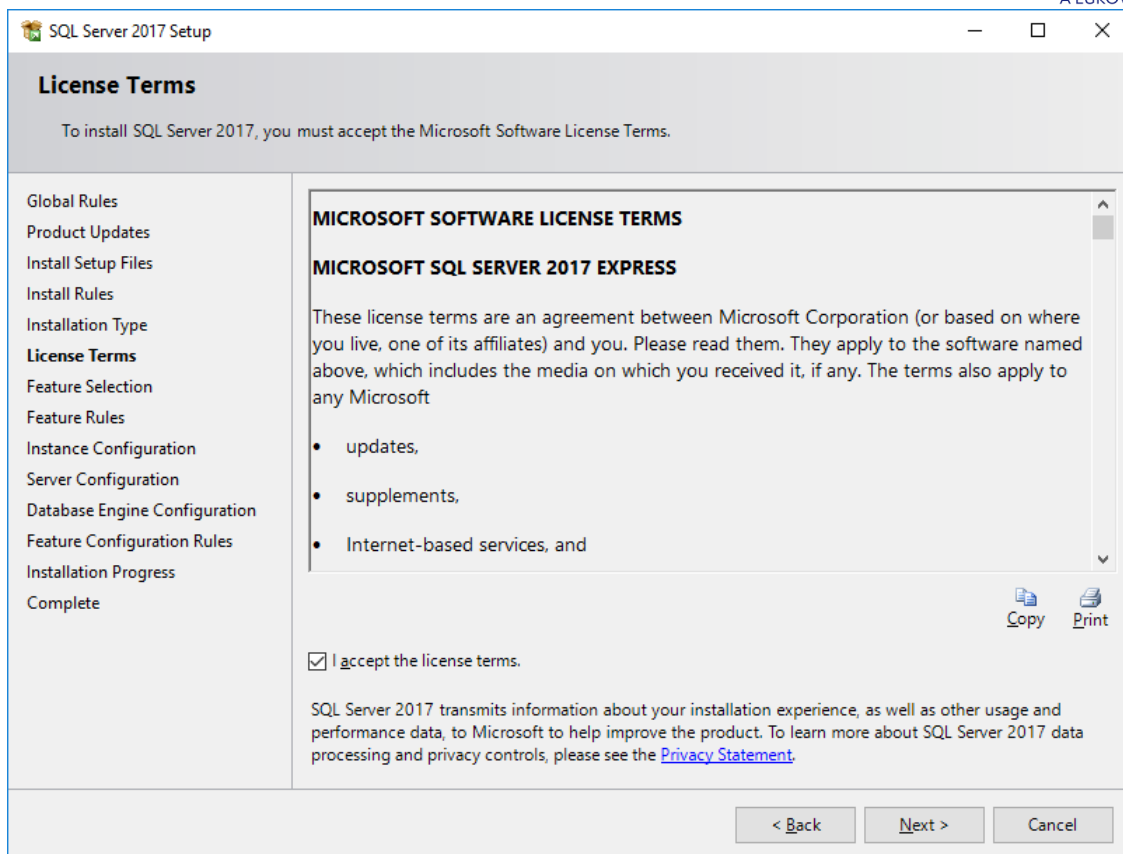 SQL Server 2017 Setup
License Terms
To install SQL Server 2017, you must accept the Microsoft Software License Terms.
Global Rules
Product Updates
Install Setup Files
Install Rules
Installation Type
License Terms
Feature Selection
Feature Rules
Instance Configuration
Server Configuration
Database Engine Configuration
Feature Configuration Rules
Installation Progress
Complete
MICROSOFT SOFTWARE LICENSE TERMS
MICROSOFT SQL SERVER 2017 EXPRESS
These license terms are an agreement between Microsoft Corporation (or based on where
you live, one of its affiliates) and you. Please read them. They apply to the software named
above, which includes the media on which you received it, if any. The terms also apply to
any Microsoft
• updates,
• supplements,
• Internet-based services, and
Copy
Print
I accept the license terms.
SQL Server 2017 transmits information about your installation experience, as well as other usage and
performance data, to Microsoft to help improve the product. To learn more about SQL Server 2017 data
processing and privacy controls, please see the Privacy Statement.
< Back
Next >
Cancel